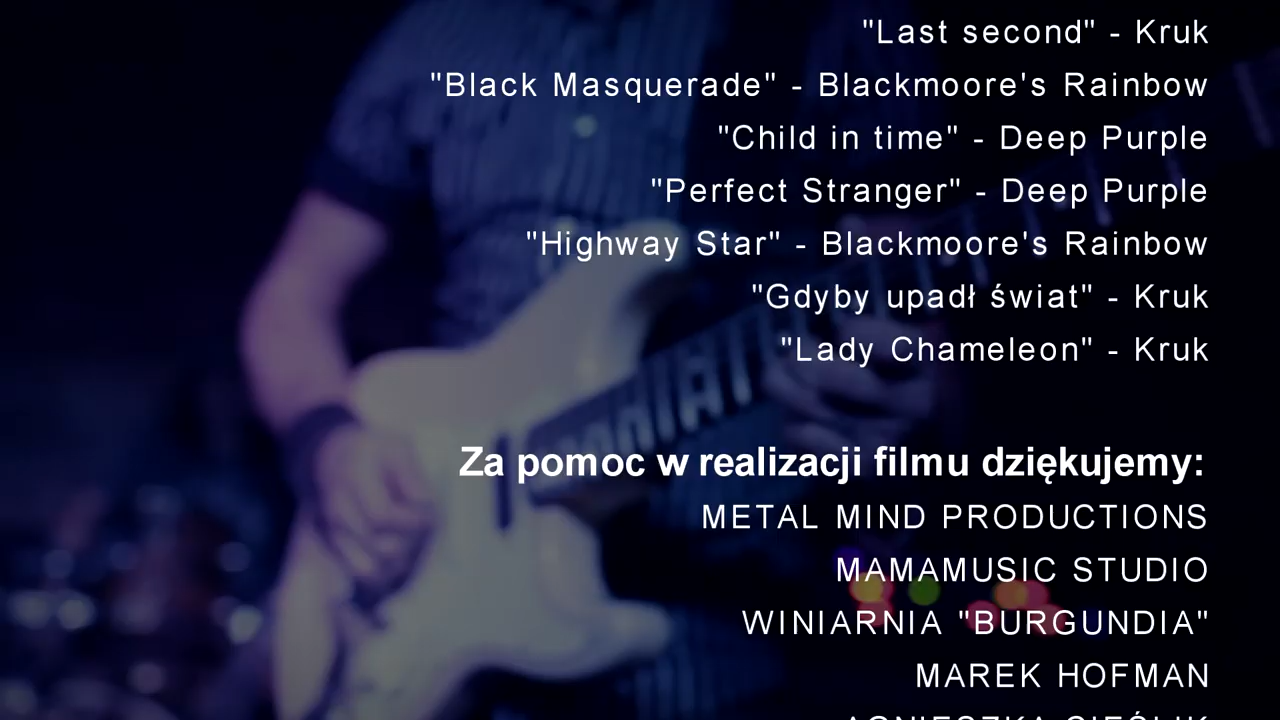 "Last second" - Kruk
"Black Masquerade" - Blackmoore's Rainbow
"Child in time" - Deep Purple
"Perfect Stranger" - Deep Purple
"Highway Star" - Blackmoore's Rainbow
"Gdyby upadł świat" - Kruk
"Lady Chameleon" - Kruk
Za pomoc w realizacji filmu dziękujemy:
METAL MIND PRODUCTIONS
MAMAMUSIC STUDIO
WINIARNIA "BURGUNDIA"
MAREK HOFMAN
AGNIESZKA CIEŚLIK